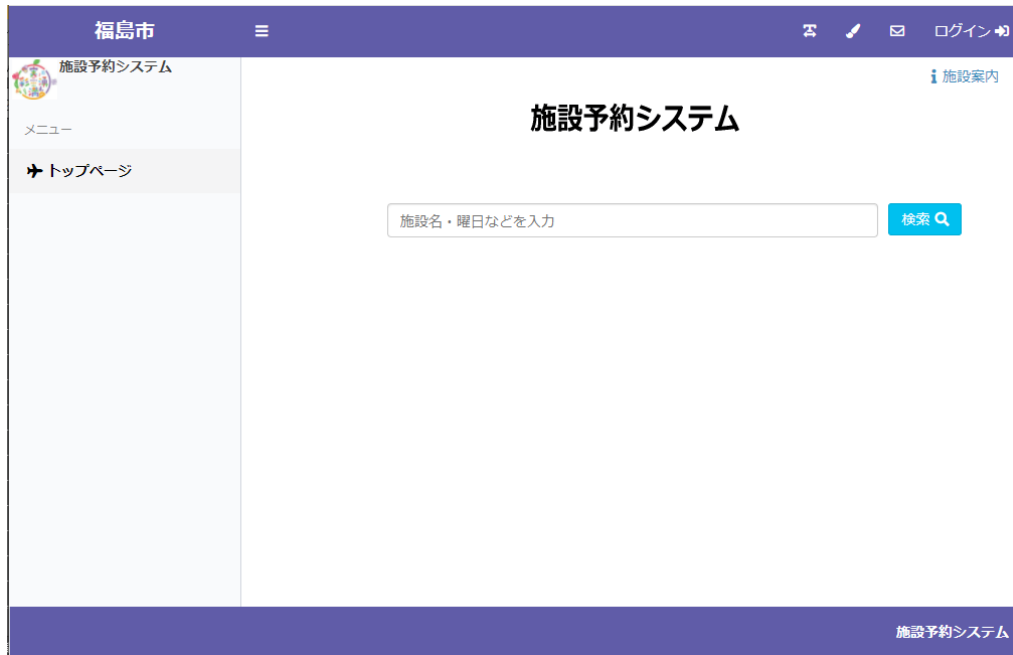 福島市
ログイン
施設予約システム
施設案内
メニュー
トップページ
施設予約システム
施設名・曜日などを入力
検索
施設予約システム